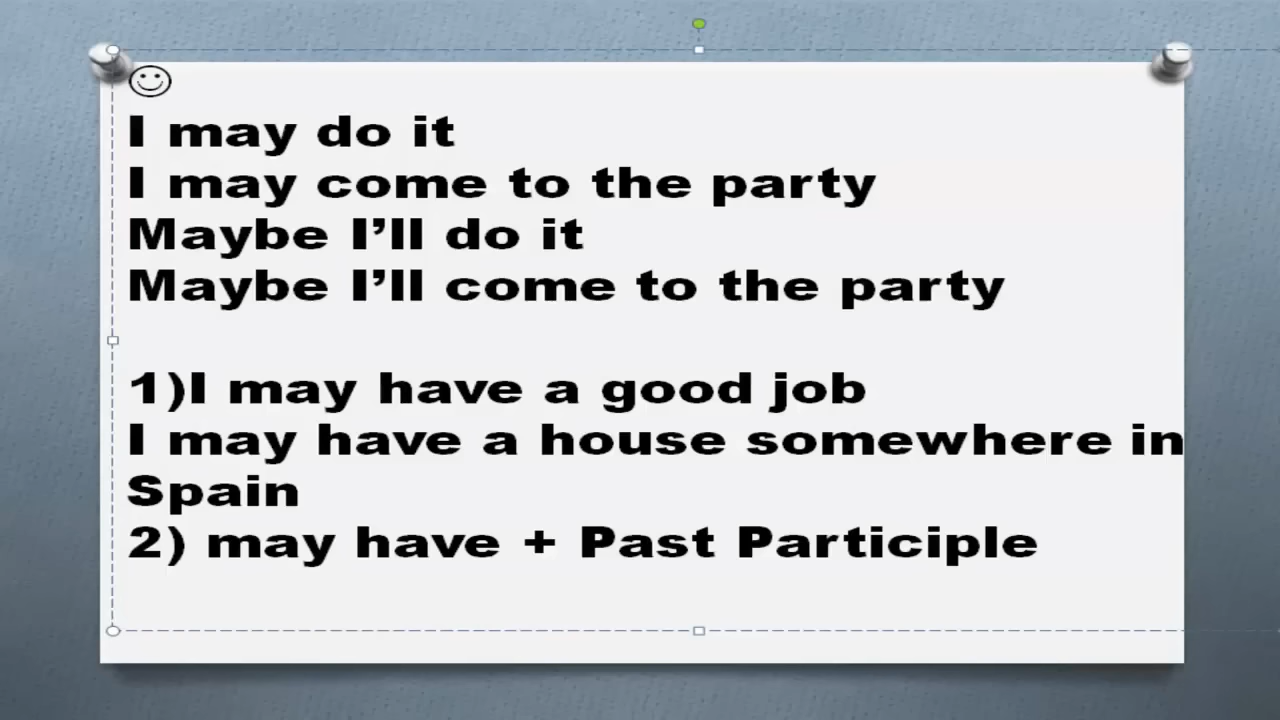 I may do it
I may come to the party
Maybe I’ll do it
Maybe I’ll come to the party
1)I may have a good job
I may have a house somewhere in
Spain
2) may have + Past Participle